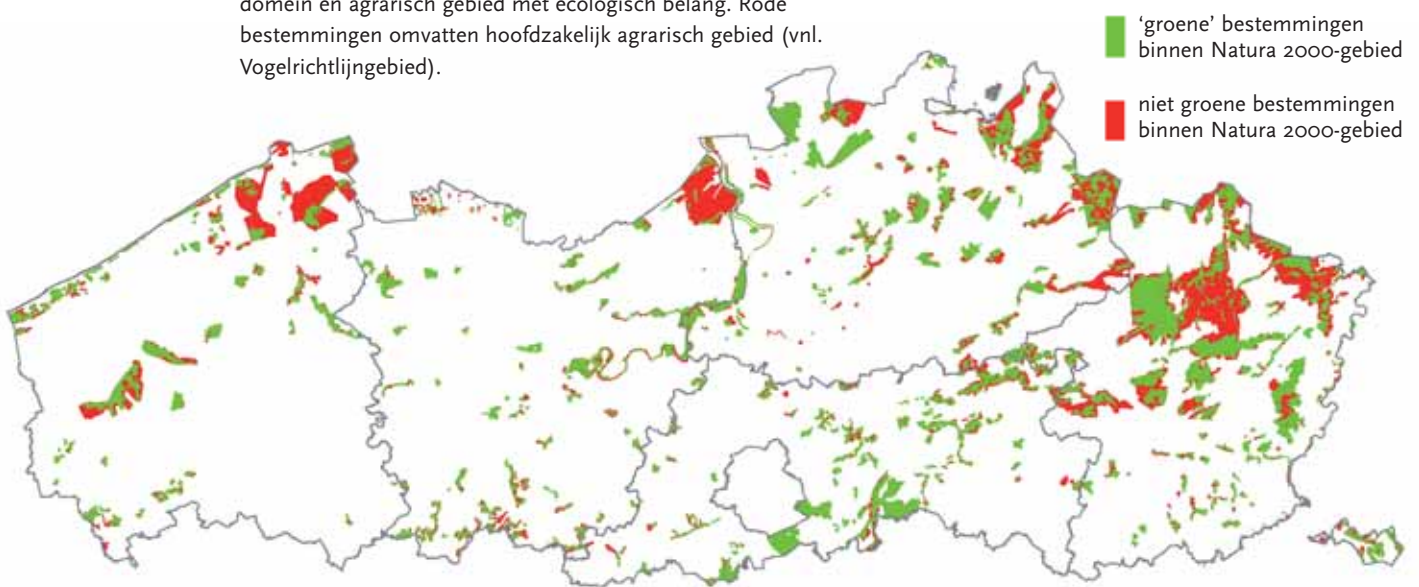 domein en agrarisch gebied met ecologisch belang. Rode
bestemmingen omvatten hoofdzakelijk agrarisch gebied (vnl.
Vogelrichtlijngebied).
‘groene’ bestemmingen
binnen Natura 2000-gebied
niet groene bestemmingen
binnen Natura 2000-gebied